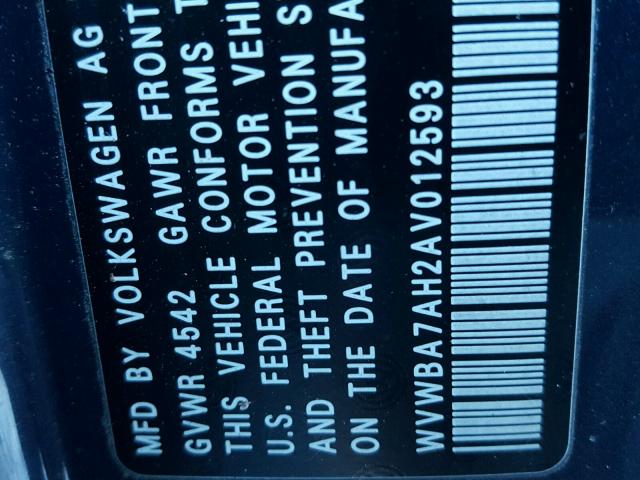 MFD BY VOLKSWAGEN AG
GVWR 4542 GAWR FRONT
THIS VEHICLE CONFORMS T
U.S. FEDERAL MOTOR VEHI
AND THEFT PREVENTION S
ON THE DATE OF MANUFA
WVWBA7AH2AV012593